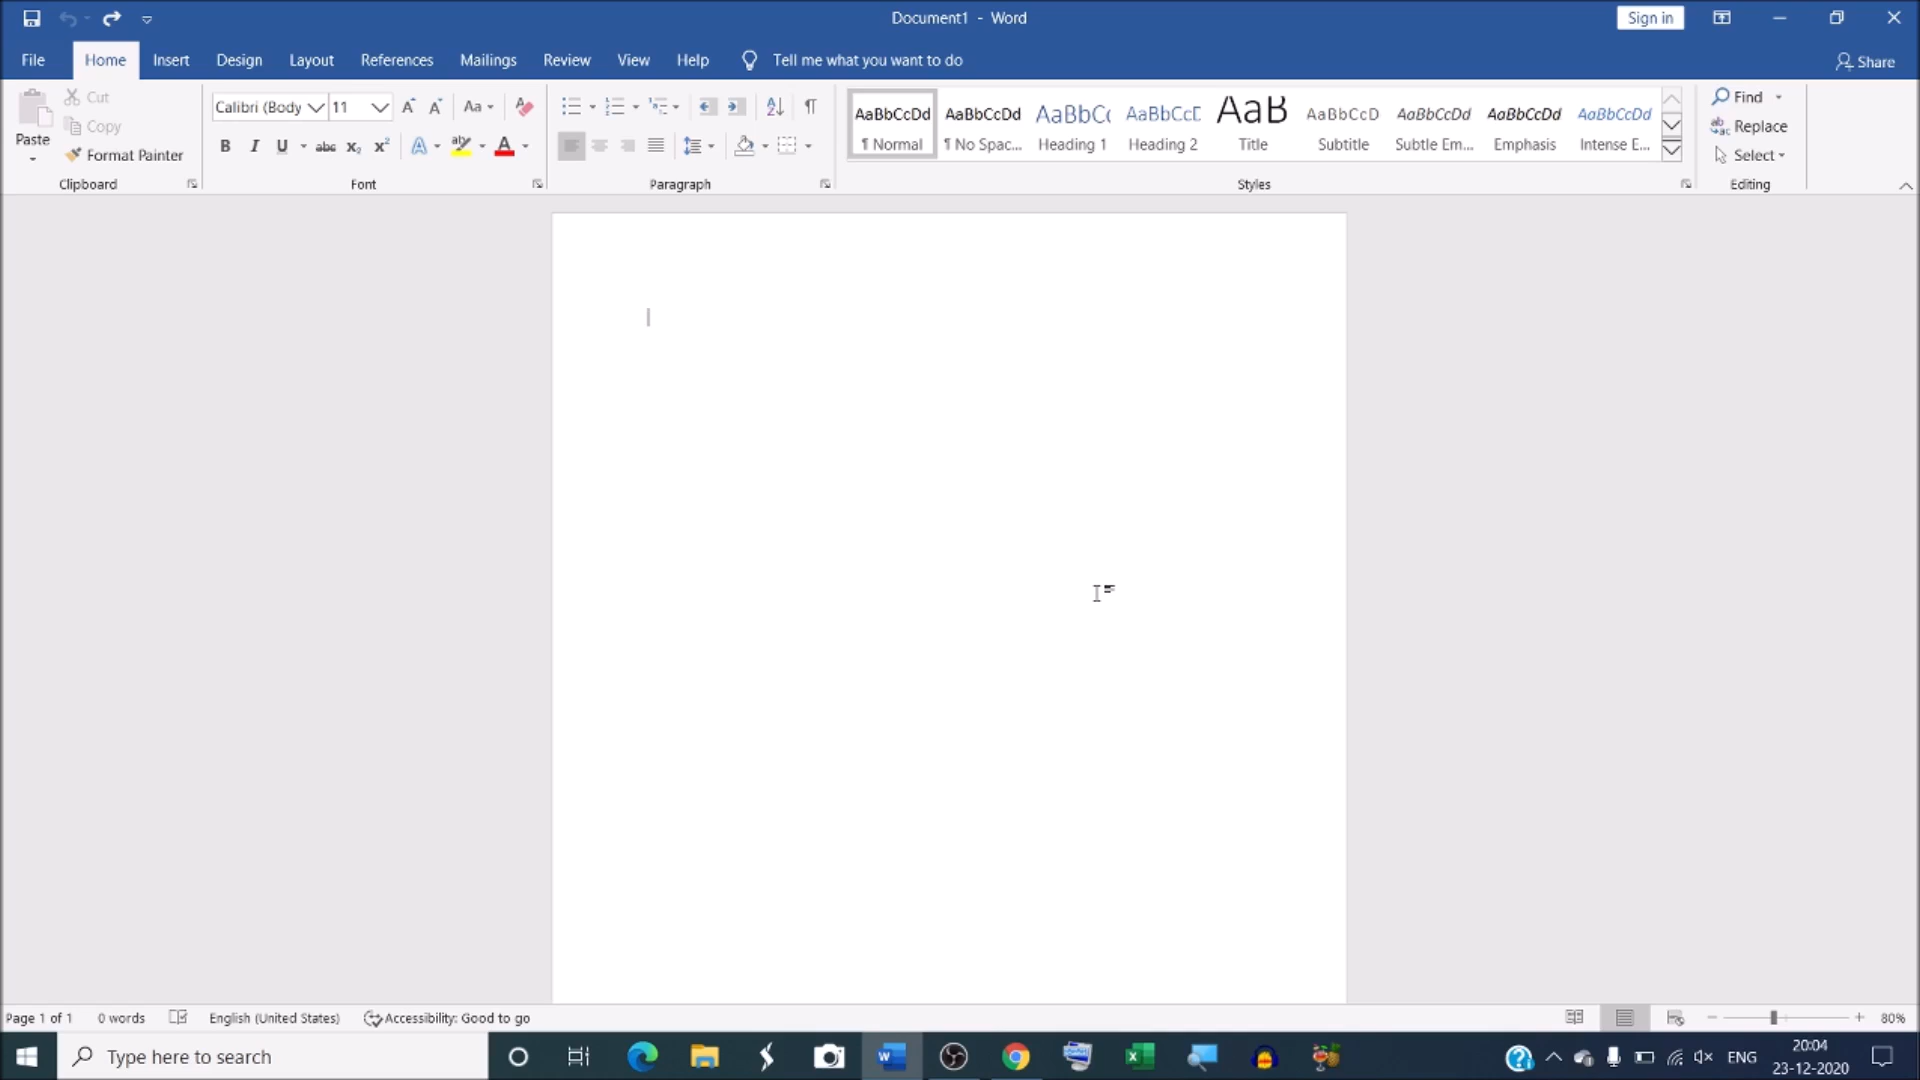 Document1 - Word
Sign in
File Home Insert Design Layout References Mailings Review View Help Tell me what you want to do
Share
Paste
Cut
Copy
Format Painter
Clipboard
Calibri (Body 11
Aa
B I U abc x₂ x² A aby A
Font
Paragraph
AaBbCcDd AaBbCcDd AaBbC AaBbCcD AaB AaBbCcD AaBbCcDd AaBbCcDd AaBbCcDd
¶ Normal ¶ No Spac... Heading 1 Heading 2 Title Subtitle Subtle Em... Emphasis Intense E...
Styles
Find
Replace
Select
Editing
Page 1 of 1 0 words English (United States) Accessibility: Good to go
80%
Type here to search
ENG
20:04
23-12-2020